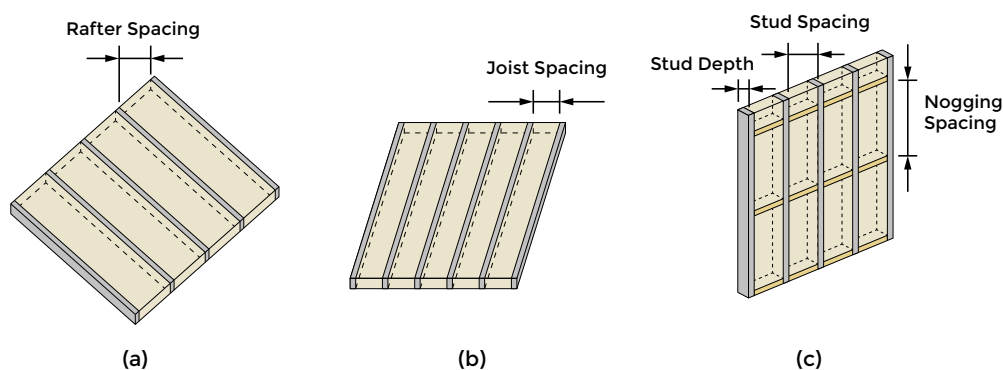 Rafter Spacing
Joist Spacing
Stud Spacing
Stud Depth
Nogging
Spacing
(a)
(b)
(c)